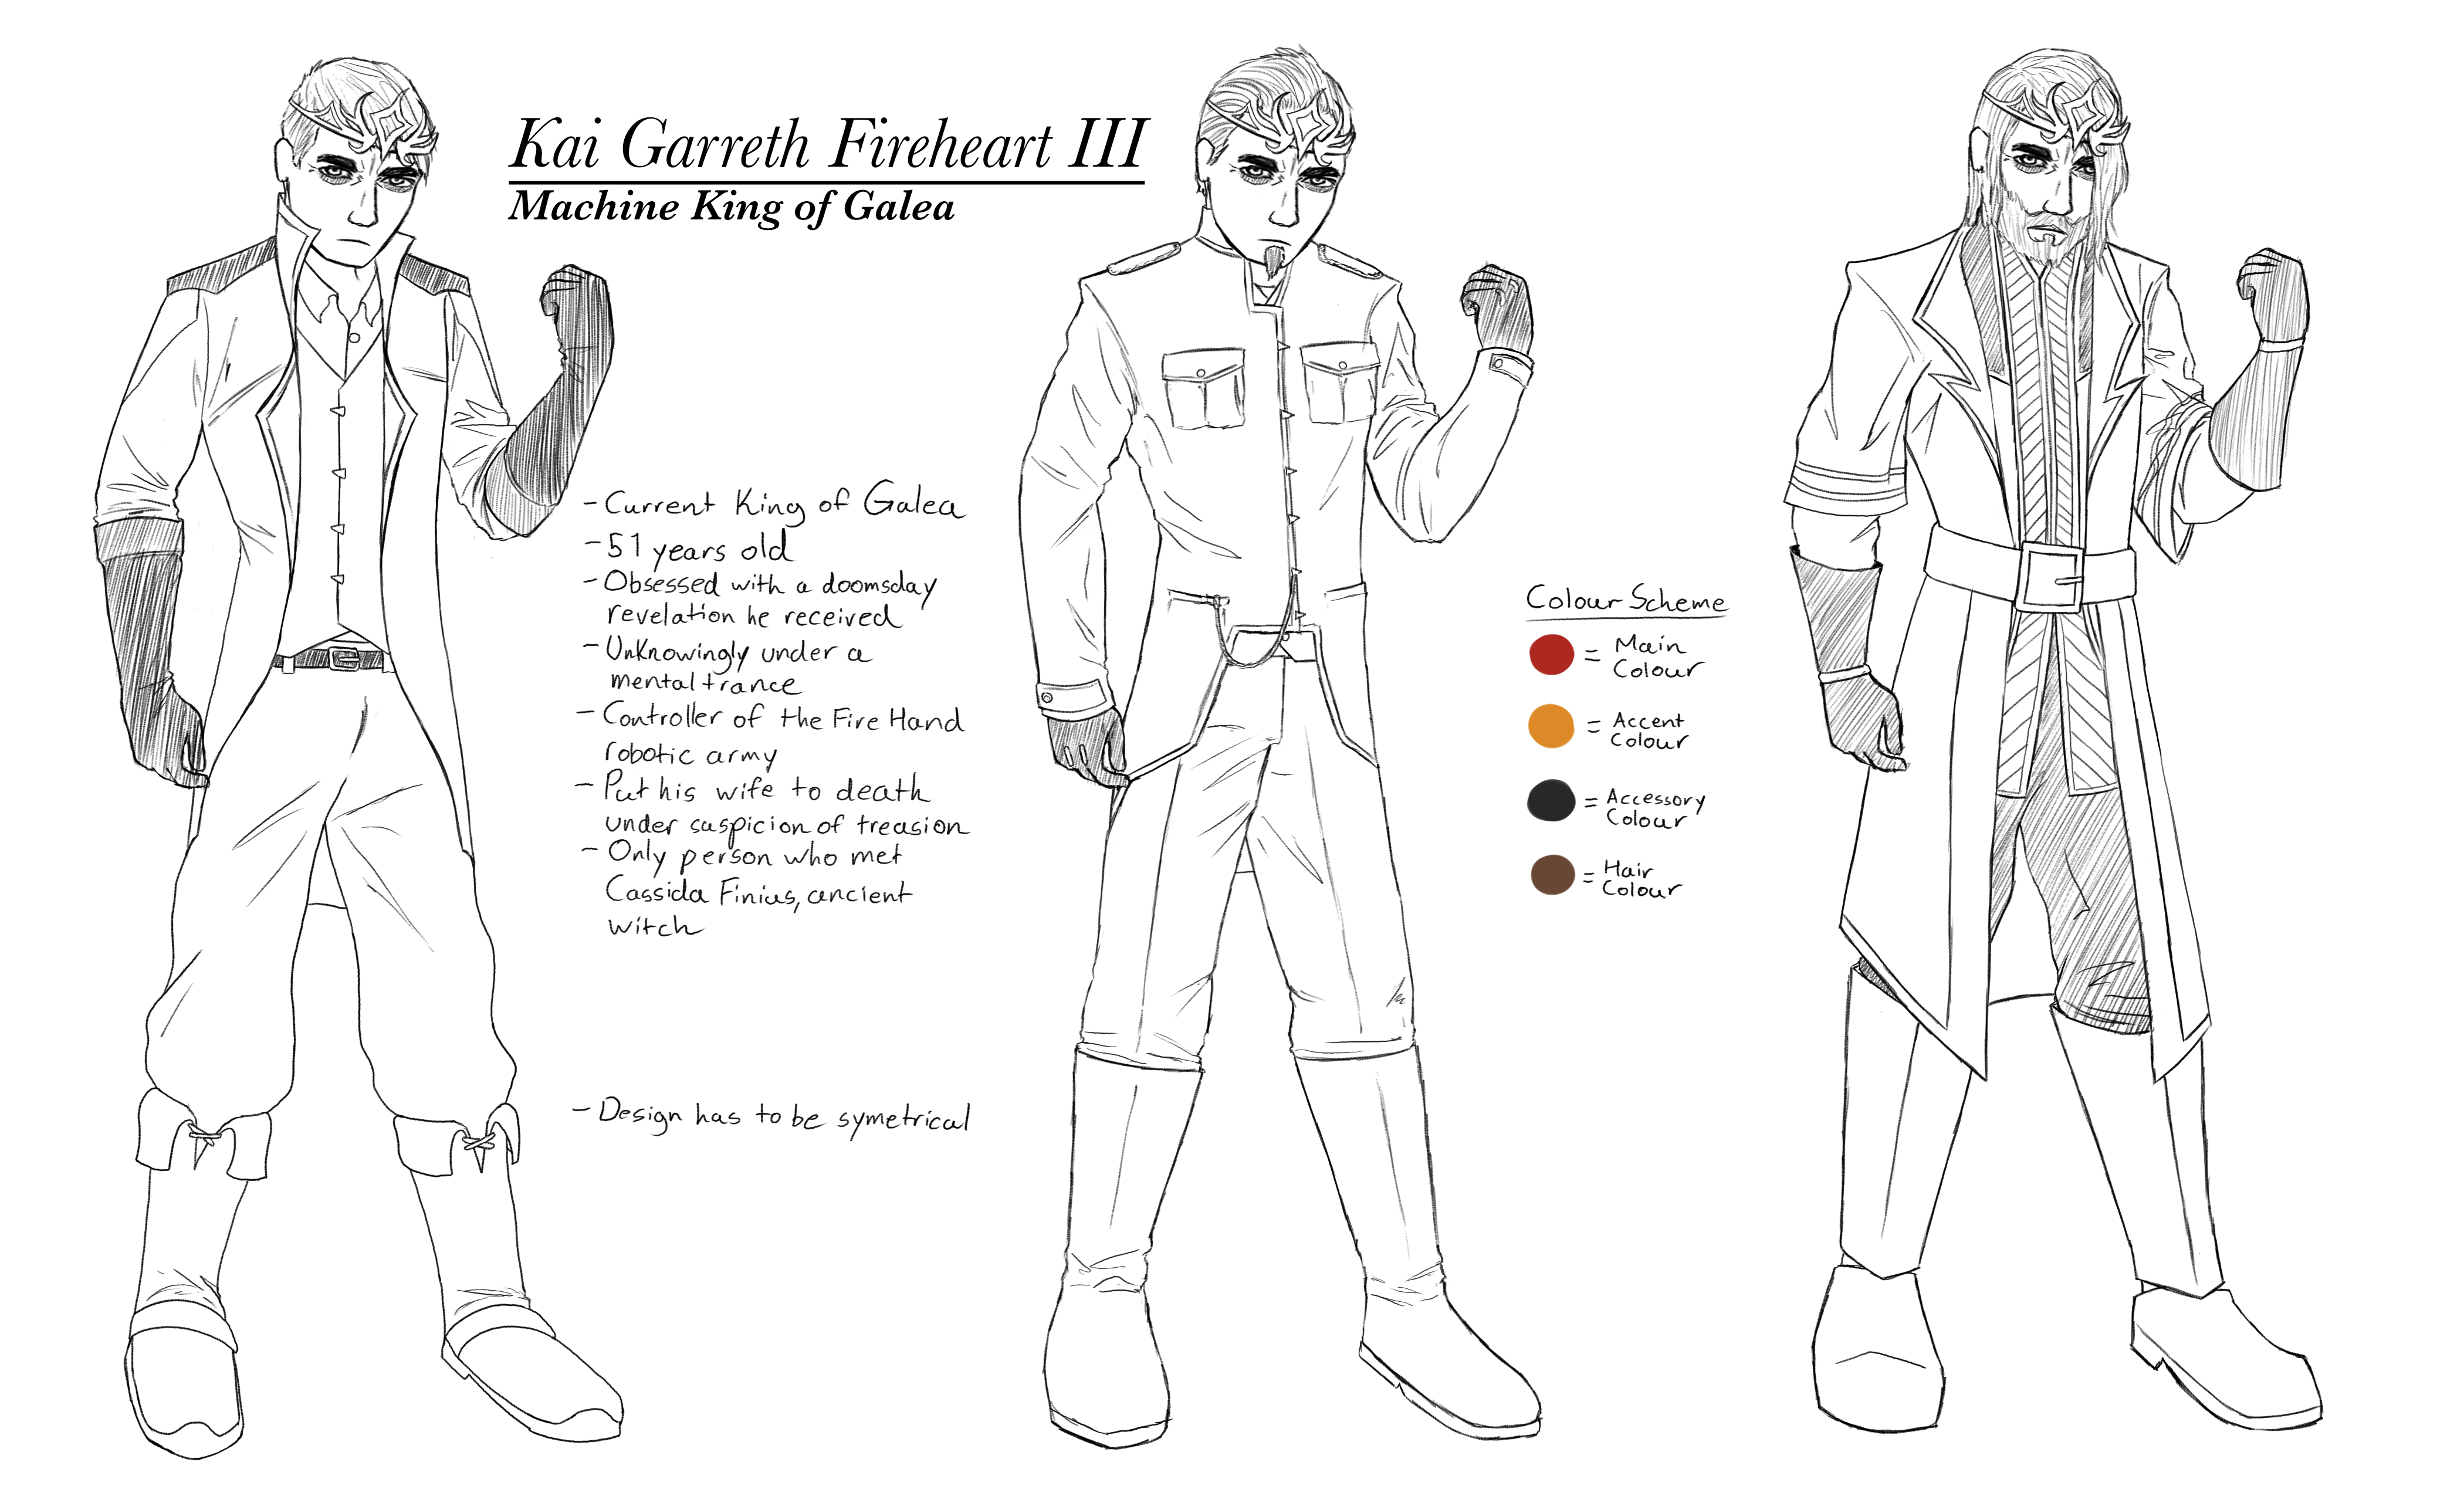 Kai Garreth Fireheart III
Machine King of Galea
- Current King of Galea
- 51 years old
- Obsessed with a doomsday
revelation he received
- Unknowingly under a
mental trance
- Controller of the Fire Hand
robotic army
- Put his wife to death
under suspicion of treasion
- Only person who met
Cassida Finius, ancient
witch
- Design has to be symetrical
Colour Scheme
= Main
Colour
= Accent
Colour
= Accessory
Colour
= Hair
Colour